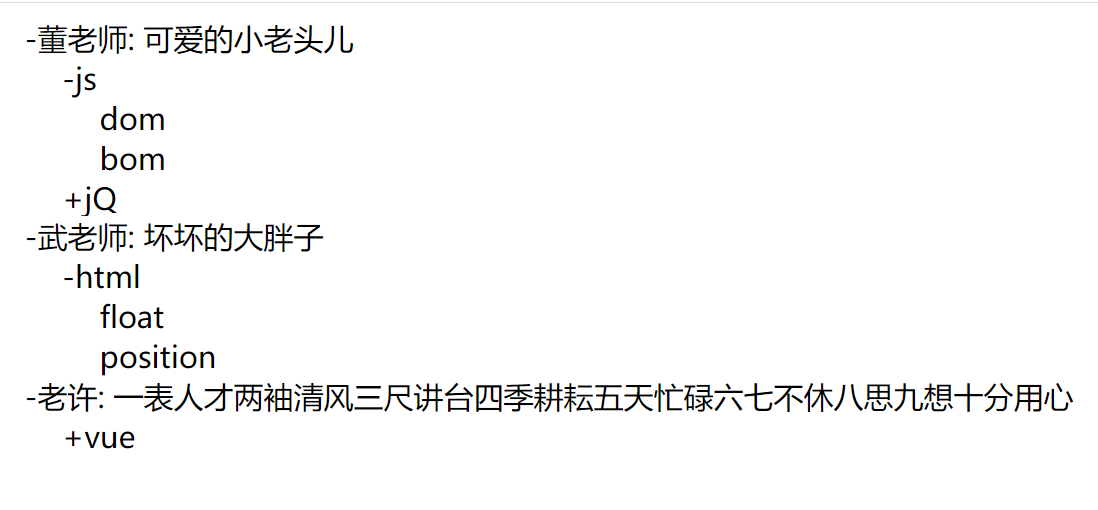 -董老师: 可爱的小老头儿
-js
dom
bom
+jQ
-武老师: 坏坏的大胖子
-html
float
position
-老许: 一表人才两袖清风三尺讲台四季耕耘五天忙碌六七不休八思九想十分用心
+vue